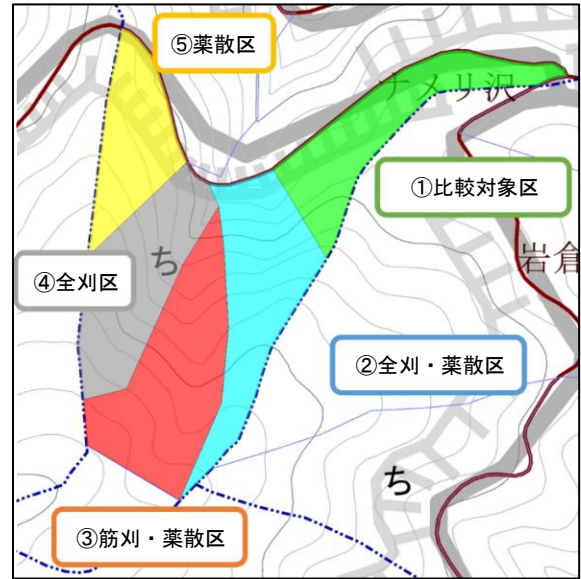 ⑤薬散区
ナメリ沢
①比較対象区
岩倉
ち
④全刈区
②全刈・薬散区
ち
③筋刈・薬散区